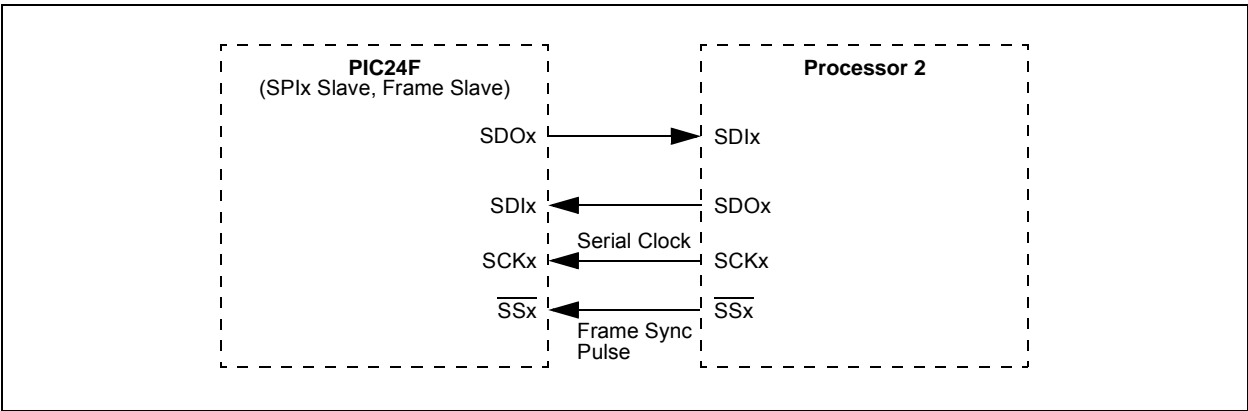 PIC24F
(SPIx Slave, Frame Slave)
Processor 2
SDOx
SDIx
SDIx
SDOx
Serial Clock
SCKx
SCKx
SSx
SSx
Frame Sync
Pulse